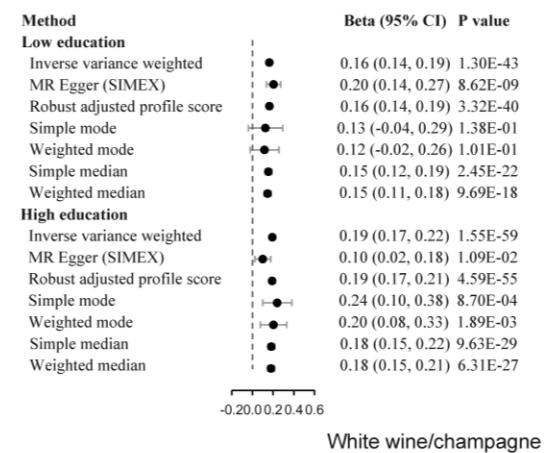 Method Beta (95% CI) P value
Low education
Inverse variance weighted 0.16 (0.14, 0.19) 1.30E-43
MR Egger (SIMEX) 0.20 (0.14, 0.27) 8.62E-09
Robust adjusted profile score 0.16 (0.14, 0.19) 3.32E-40
Simple mode 0.13 (-0.04, 0.29) 1.38E-01
Weighted mode 0.12 (-0.02, 0.26) 1.01E-01
Simple median 0.15 (0.12, 0.19) 2.45E-22
Weighted median 0.15 (0.11, 0.18) 9.69E-18
High education
Inverse variance weighted 0.19 (0.17, 0.22) 1.55E-59
MR Egger (SIMEX) 0.10 (0.02, 0.18) 1.09E-02
Robust adjusted profile score 0.19 (0.17, 0.21) 4.59E-55
Simple mode 0.24 (0.10, 0.38) 8.70E-04
Weighted mode 0.20 (0.08, 0.33) 1.89E-03
Simple median 0.18 (0.15, 0.22) 9.63E-29
Weighted median 0.18 (0.15, 0.21) 6.31E-27
-0.20.0 0.2 0.4 0.6
White wine/champagne